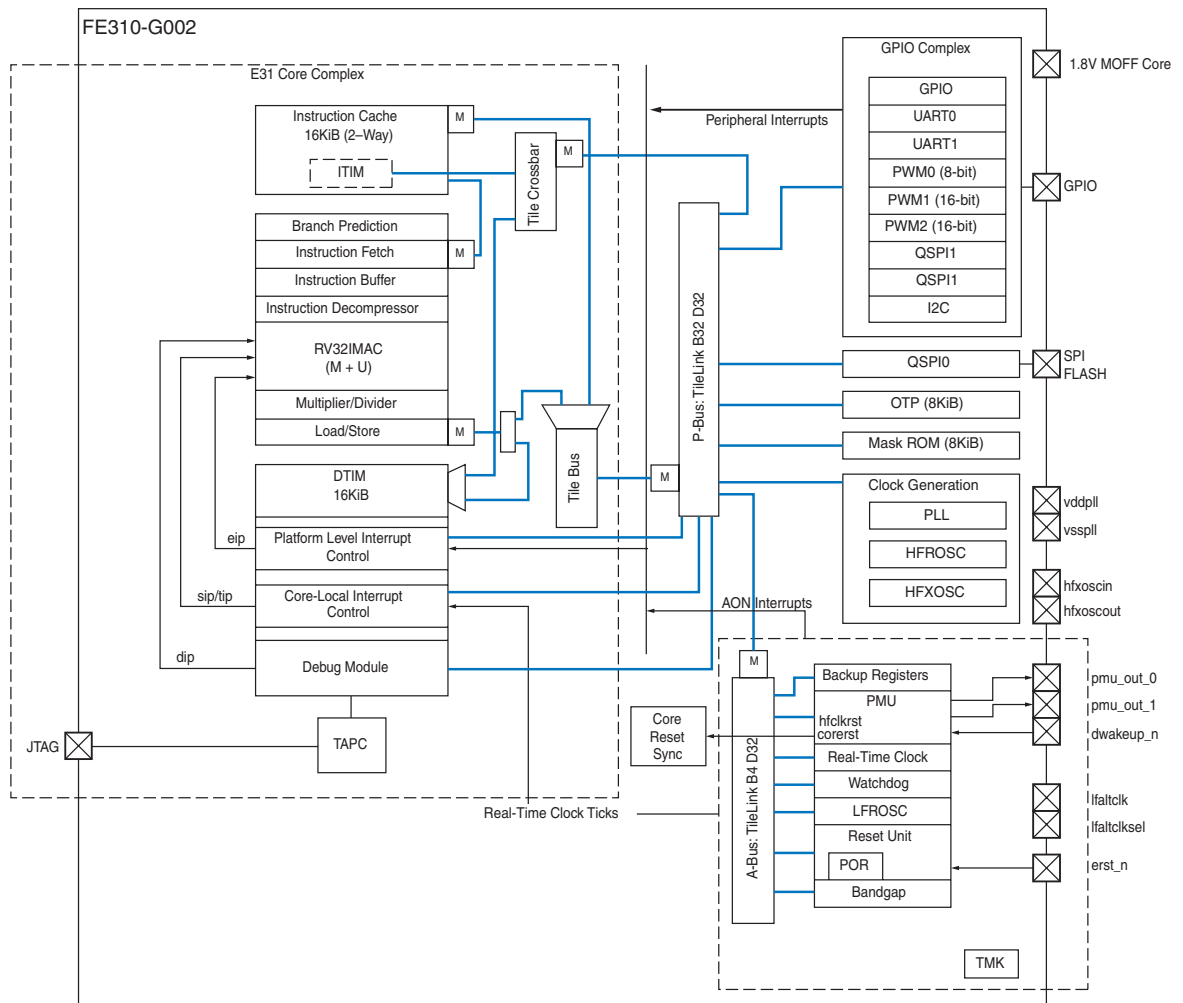 FE310-G002
E31 Core Complex
Instruction Cache
16KiB (2–Way)
M
ITIM
Tile Crossbar
M
Branch Prediction
Instruction Fetch
M
Instruction Buffer
Instruction Decompressor
RV32IMAC
(M + U)
Multiplier/Divider
Load/Store
M
DTIM
16KiB
Tile Bus
Platform Level Interrupt
Control
Core-Local Interrupt
Control
Debug Module
eip
sip/tip
dip
TAPC
JTAG
Real-Time Clock Ticks
Peripheral Interrupts
P-Bus: TileLink B32 D32
M
GPIO Complex
GPIO
UART0
UART1
PWM0 (8-bit)
PWM1 (16-bit)
PWM2 (16-bit)
QSPI1
QSPI1
I2C
QSPI0
OTP (8KiB)
Mask ROM (8KiB)
Clock Generation
PLL
HFROSC
HFXOSC
AON Interrupts
M
A-Bus: TileLink B4 D32
Core
Reset
Sync
Backup Registers
PMU
hfclkrst
corerst
Real-Time Clock
Watchdog
LFROSC
Reset Unit
POR
Bandgap
TMK
1.8V MOFF Core
GPIO
SPI
FLASH
vddpll
vsspll
hfxoscin
hfxoscout
pmu_out_0
pmu_out_1
dwakeup_n
lfaltclk
lfaltclksel
erst_n